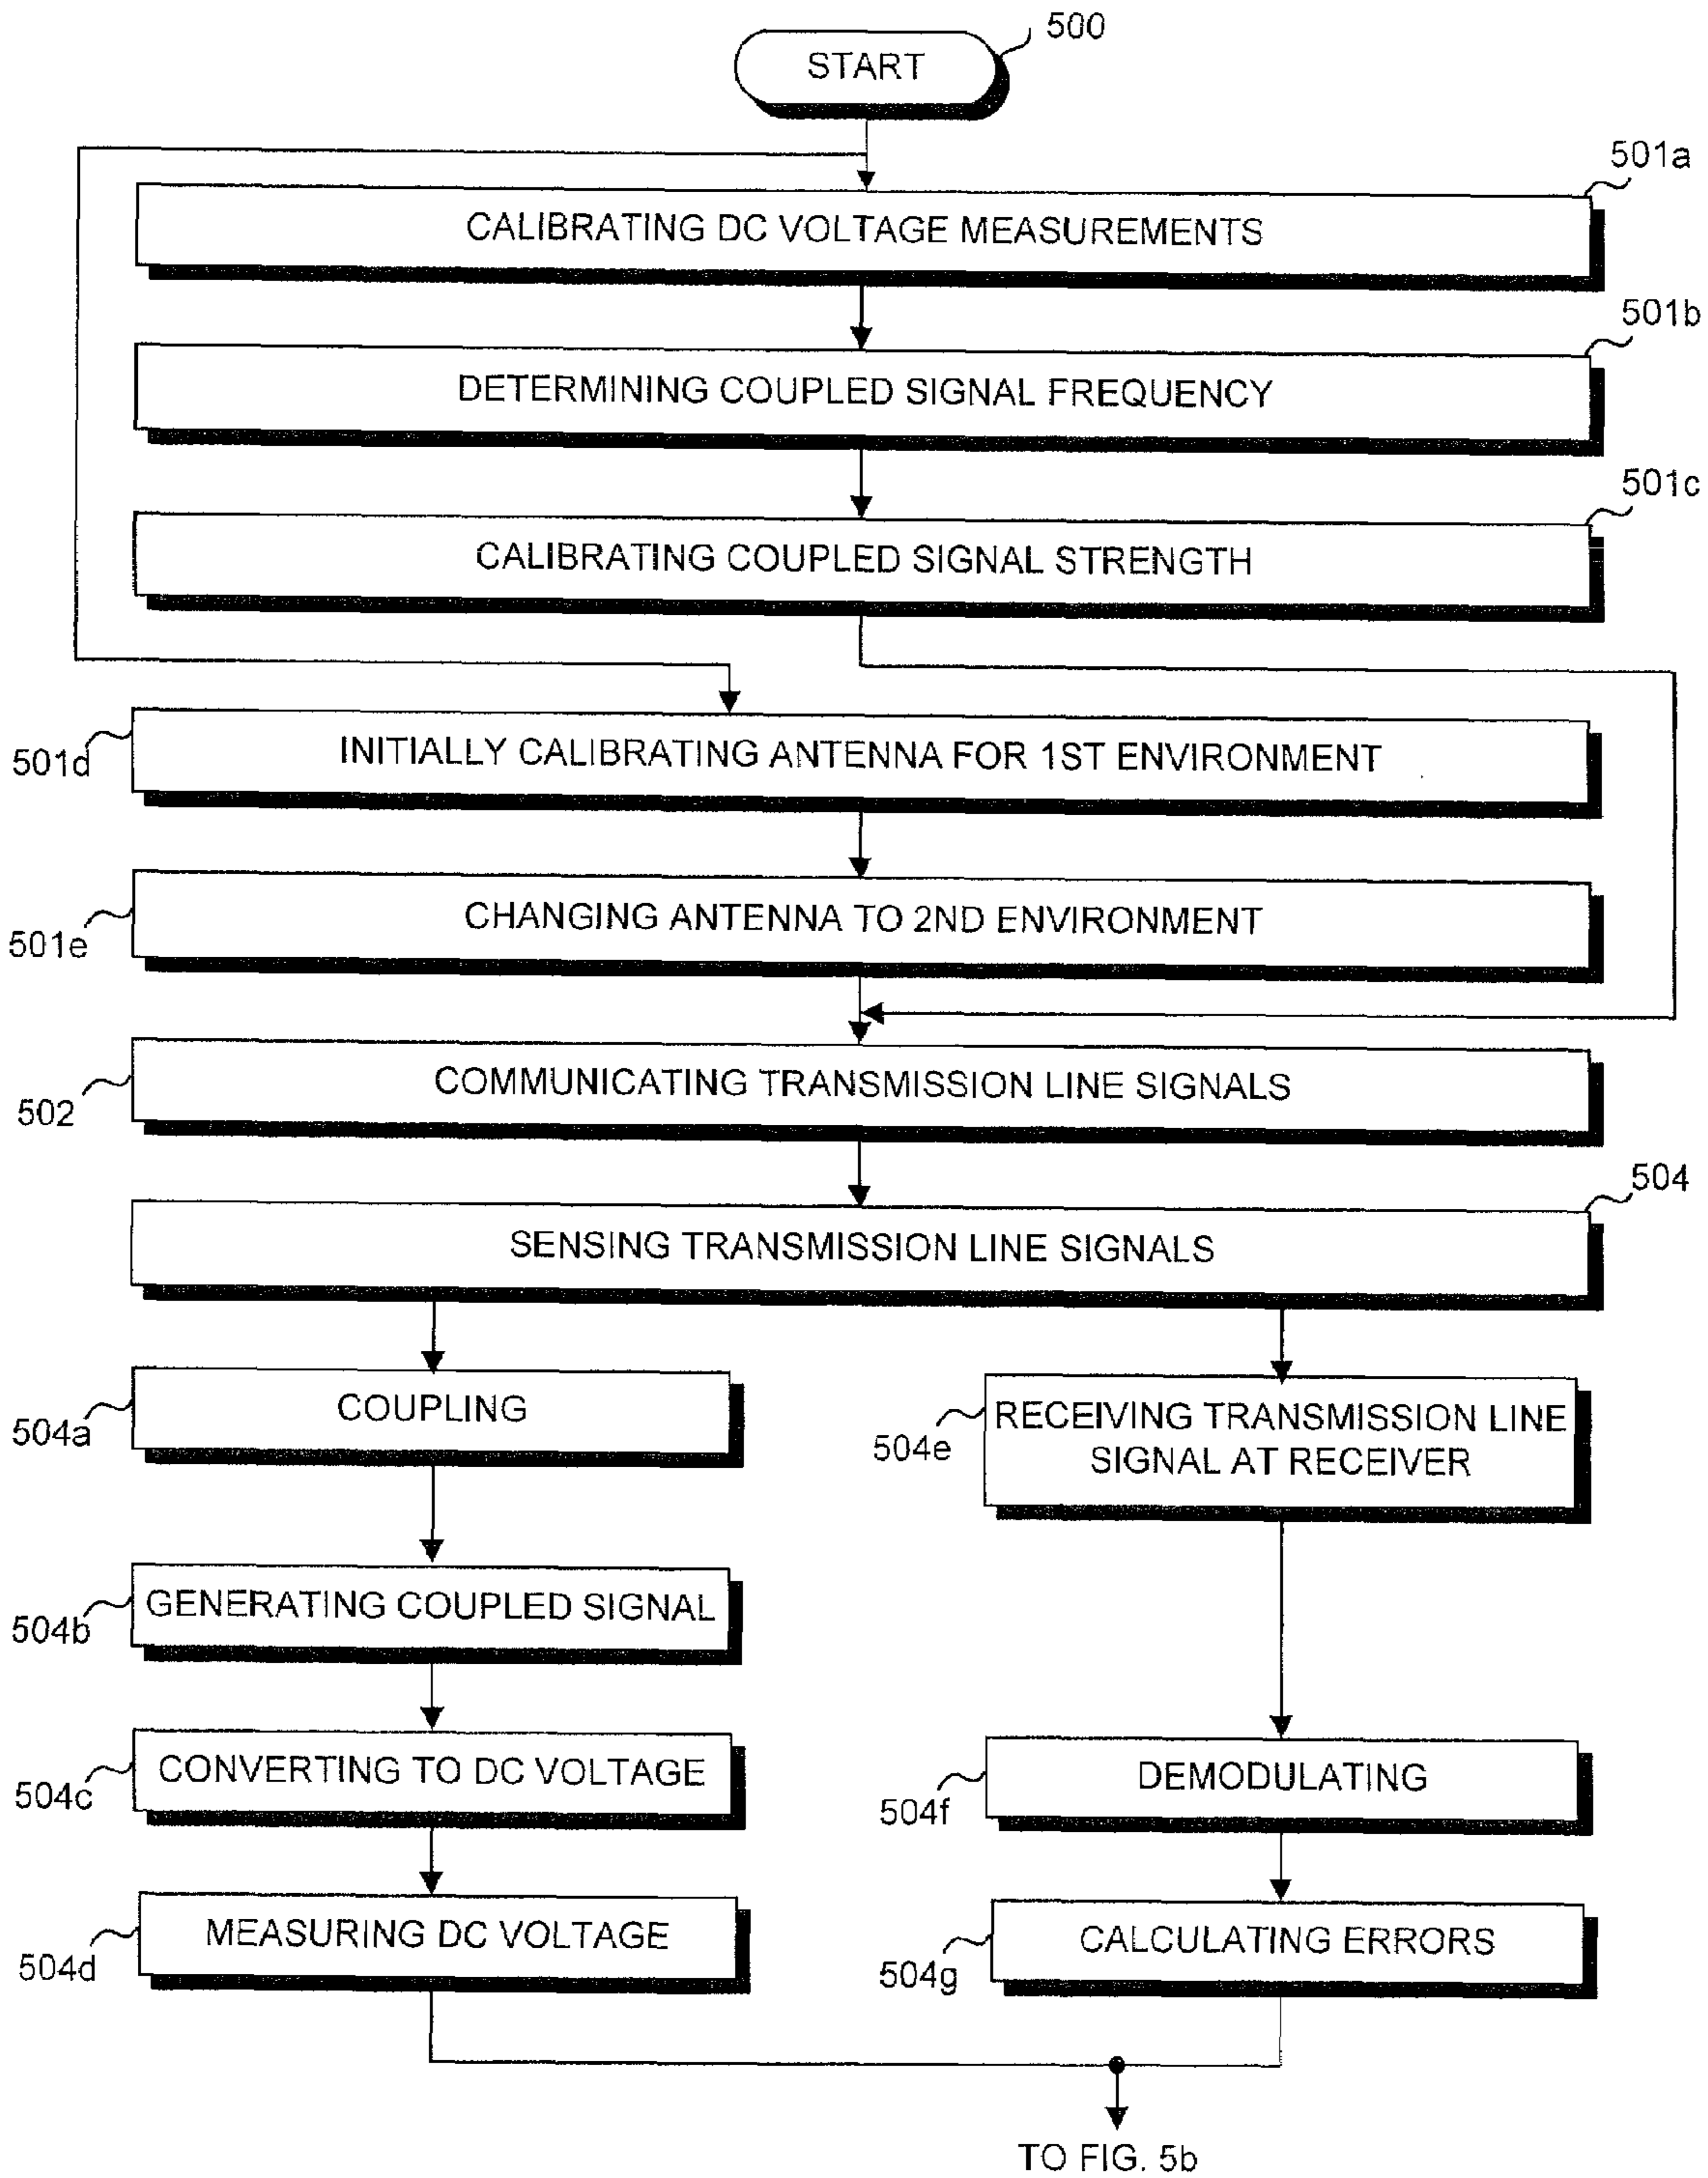 500
START
501a
CALIBRATING DC VOLTAGE MEASUREMENTS
501b
DETERMINING COUPLED SIGNAL FREQUENCY
501c
CALIBRATING COUPLED SIGNAL STRENGTH
501d
INITIALLY CALIBRATING ANTENNA FOR 1ST ENVIRONMENT
501e
CHANGING ANTENNA TO 2ND ENVIRONMENT
502
COMMUNICATING TRANSMISSION LINE SIGNALS
504
SENSING TRANSMISSION LINE SIGNALS
504a
COUPLING
504e
RECEIVING TRANSMISSION LINE
SIGNAL AT RECEIVER
504b
GENERATING COUPLED SIGNAL
504c
CONVERTING TO DC VOLTAGE
504f
DEMODULATING
504d
MEASURING DC VOLTAGE
504g
CALCULATING ERRORS
TO FIG. 5b